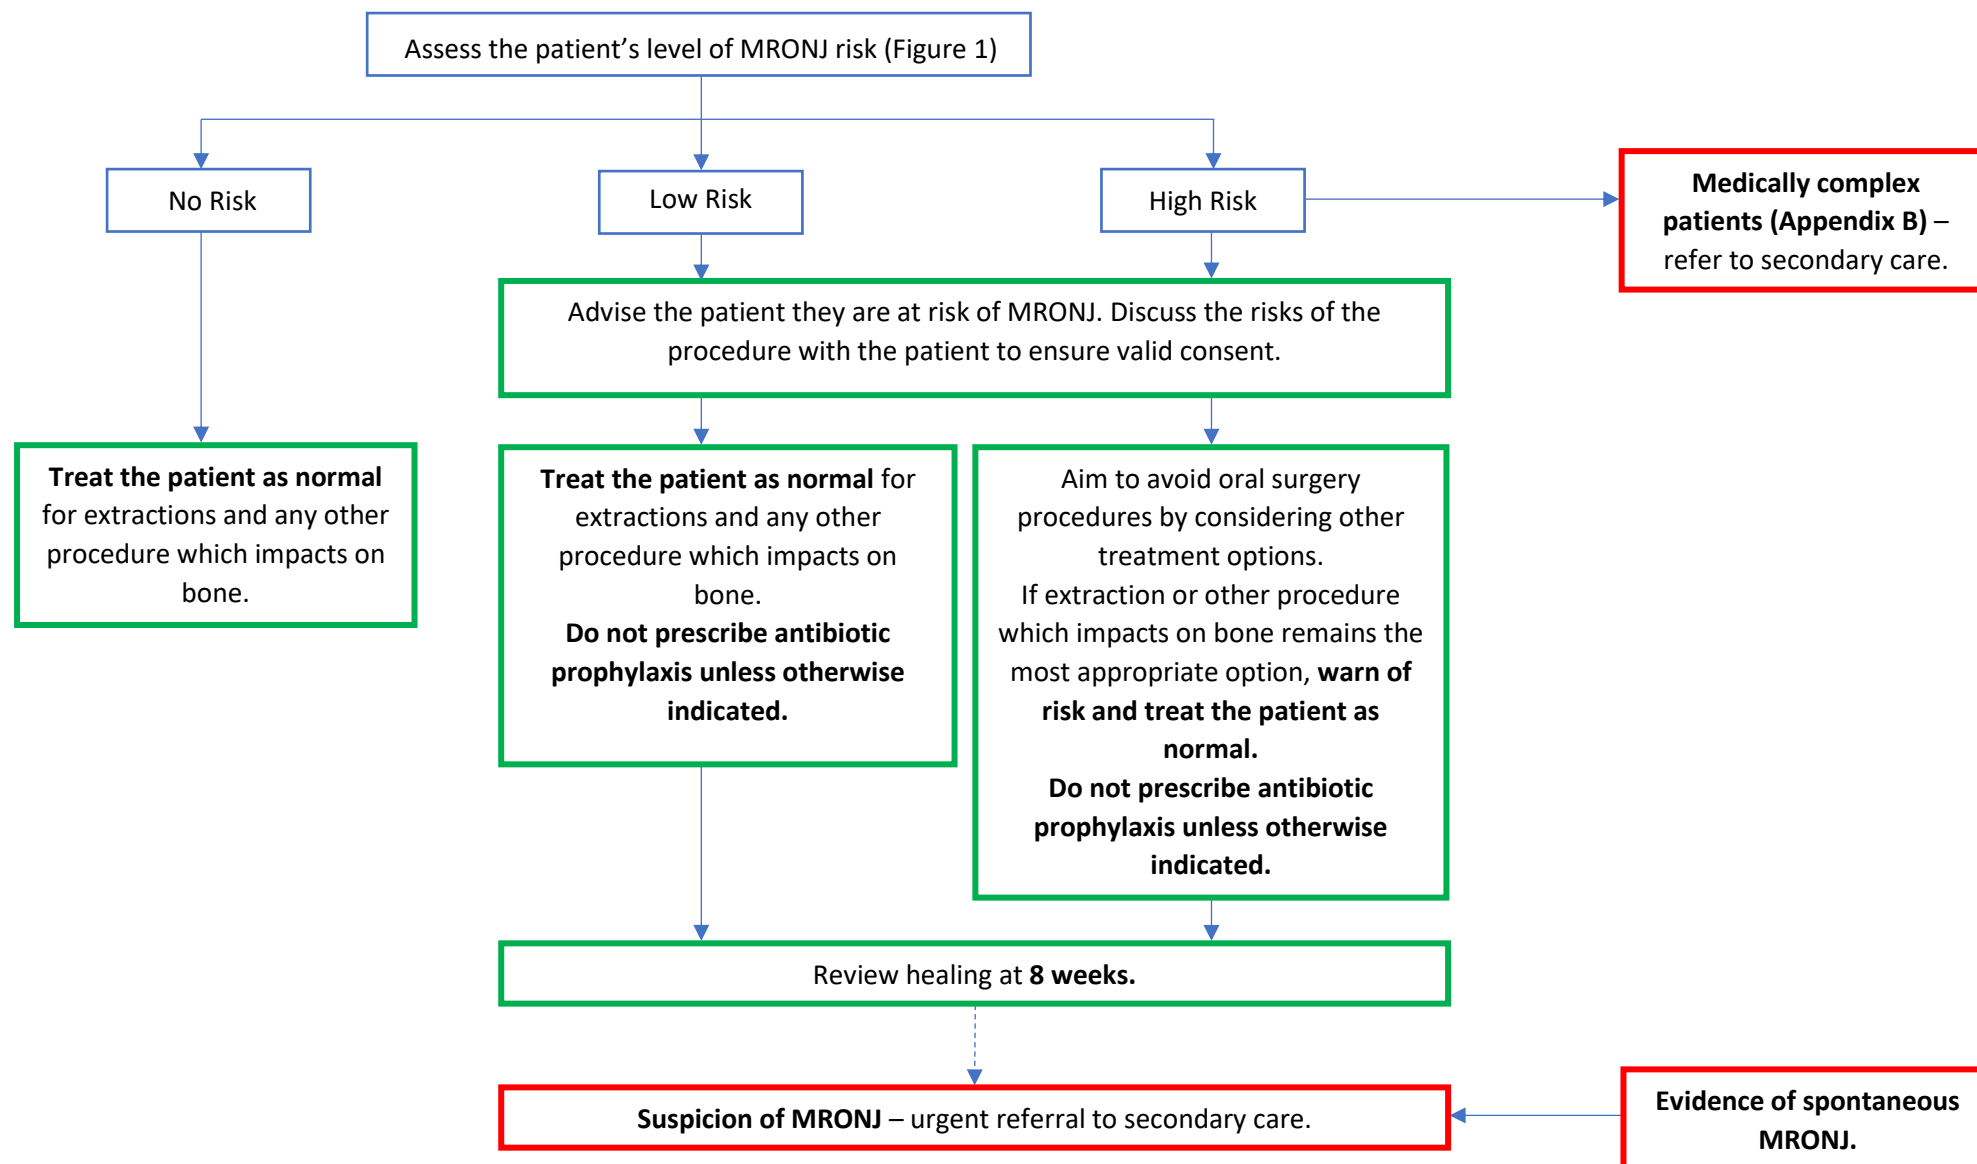 Assess the patient’s level of MRONJ risk (Figure 1)
No Risk
Low Risk
High Risk
Medically complex
patients (Appendix B) –
refer to secondary care.
Advise the patient they are at risk of MRONJ. Discuss the risks of the
procedure with the patient to ensure valid consent.
Treat the patient as normal
for extractions and any other
procedure which impacts on
bone.
Treat the patient as normal for
extractions and any other
procedure which impacts on
bone.
Do not prescribe antibiotic
prophylaxis unless otherwise
indicated.
Aim to avoid oral surgery
procedures by considering other
treatment options.
If extraction or other procedure
which impacts on bone remains the
most appropriate option, warn of
risk and treat the patient as
normal.
Do not prescribe antibiotic
prophylaxis unless otherwise
indicated.
Review healing at 8 weeks.
Suspicion of MRONJ – urgent referral to secondary care.
Evidence of spontaneous
MRONJ.